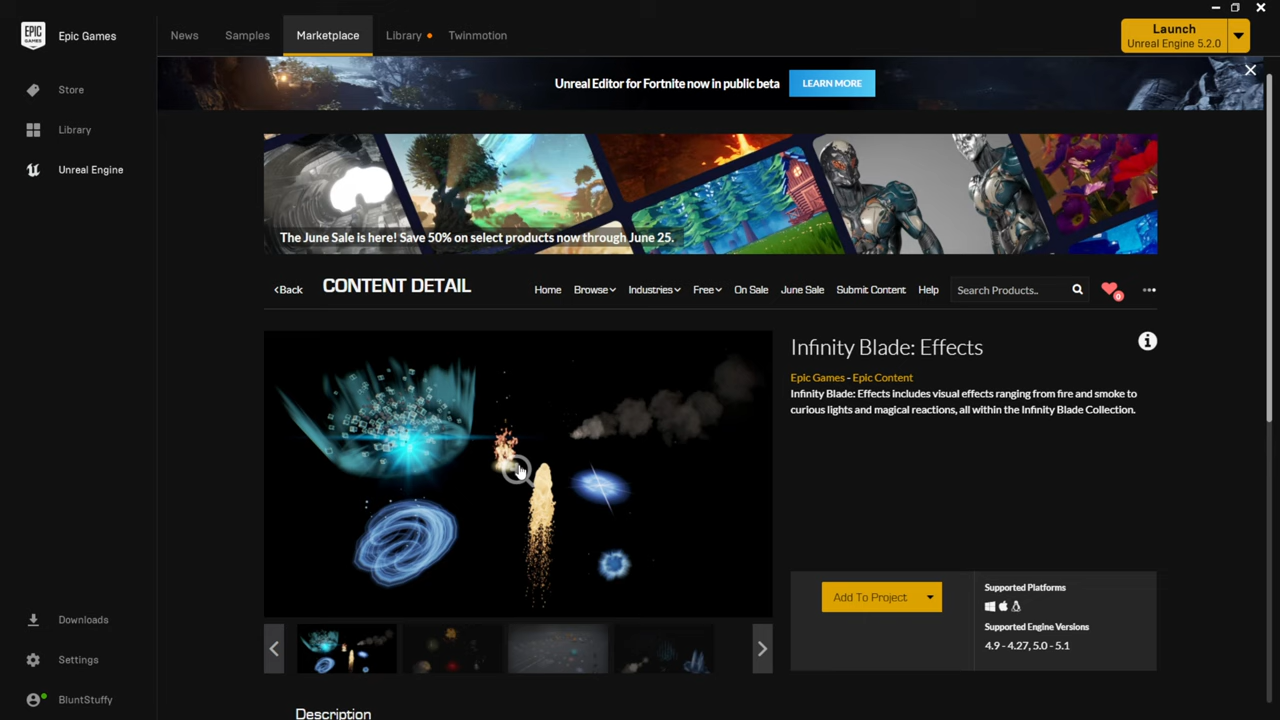 EPIC GAMES
Epic Games
News
Samples
Marketplace
Library
Twinmotion
Launch
Unreal Engine 5.2.0
Store
Library
Unreal Engine
Unreal Editor for Fortnite now in public beta
LEARN MORE
The June Sale is here! Save 50% on select products now through June 25.
Back
CONTENT DETAIL
Home
Browse
Industries
Free
On Sale
June Sale
Submit Content
Help
Search Products..
0
Infinity Blade: Effects
Epic Games - Epic Content
Infinity Blade: Effects includes visual effects ranging from fire and smoke to
curious lights and magical reactions, all within the Infinity Blade Collection.
Add To Project
Supported Platforms
Supported Engine Versions
4.9 - 4.27, 5.0 - 5.1
Downloads
Settings
BluntStuffy
Description